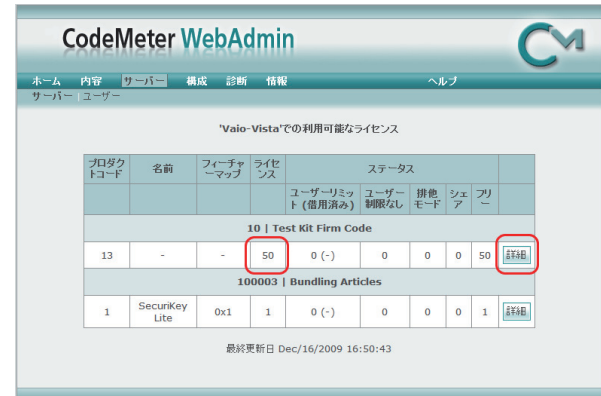 CodeMeter WebAdmin
ホーム 内容 サーバー 構成 診断 情報 ヘルプ
サーバー | ユーザー
'Vaio-Vista'での利用可能なライセンス
プロダク
トコード
名前
フィーチャ
ーマップ
ライセ
ンス
ステータス
ユーザーリミッ
ト (借用済み)
ユーザー
制限なし
排他
モード
シェ
ア
フリ
ー
10 | Test Kit Firm Code
13 - - 50 0 (-) 0 0 0 50 詳細
100003 | Bundling Articles
1 SecuriKey
Lite
0x1 1 0 (-) 0 0 0 1 詳細
最終更新日 Dec/16/2009 16:50:43